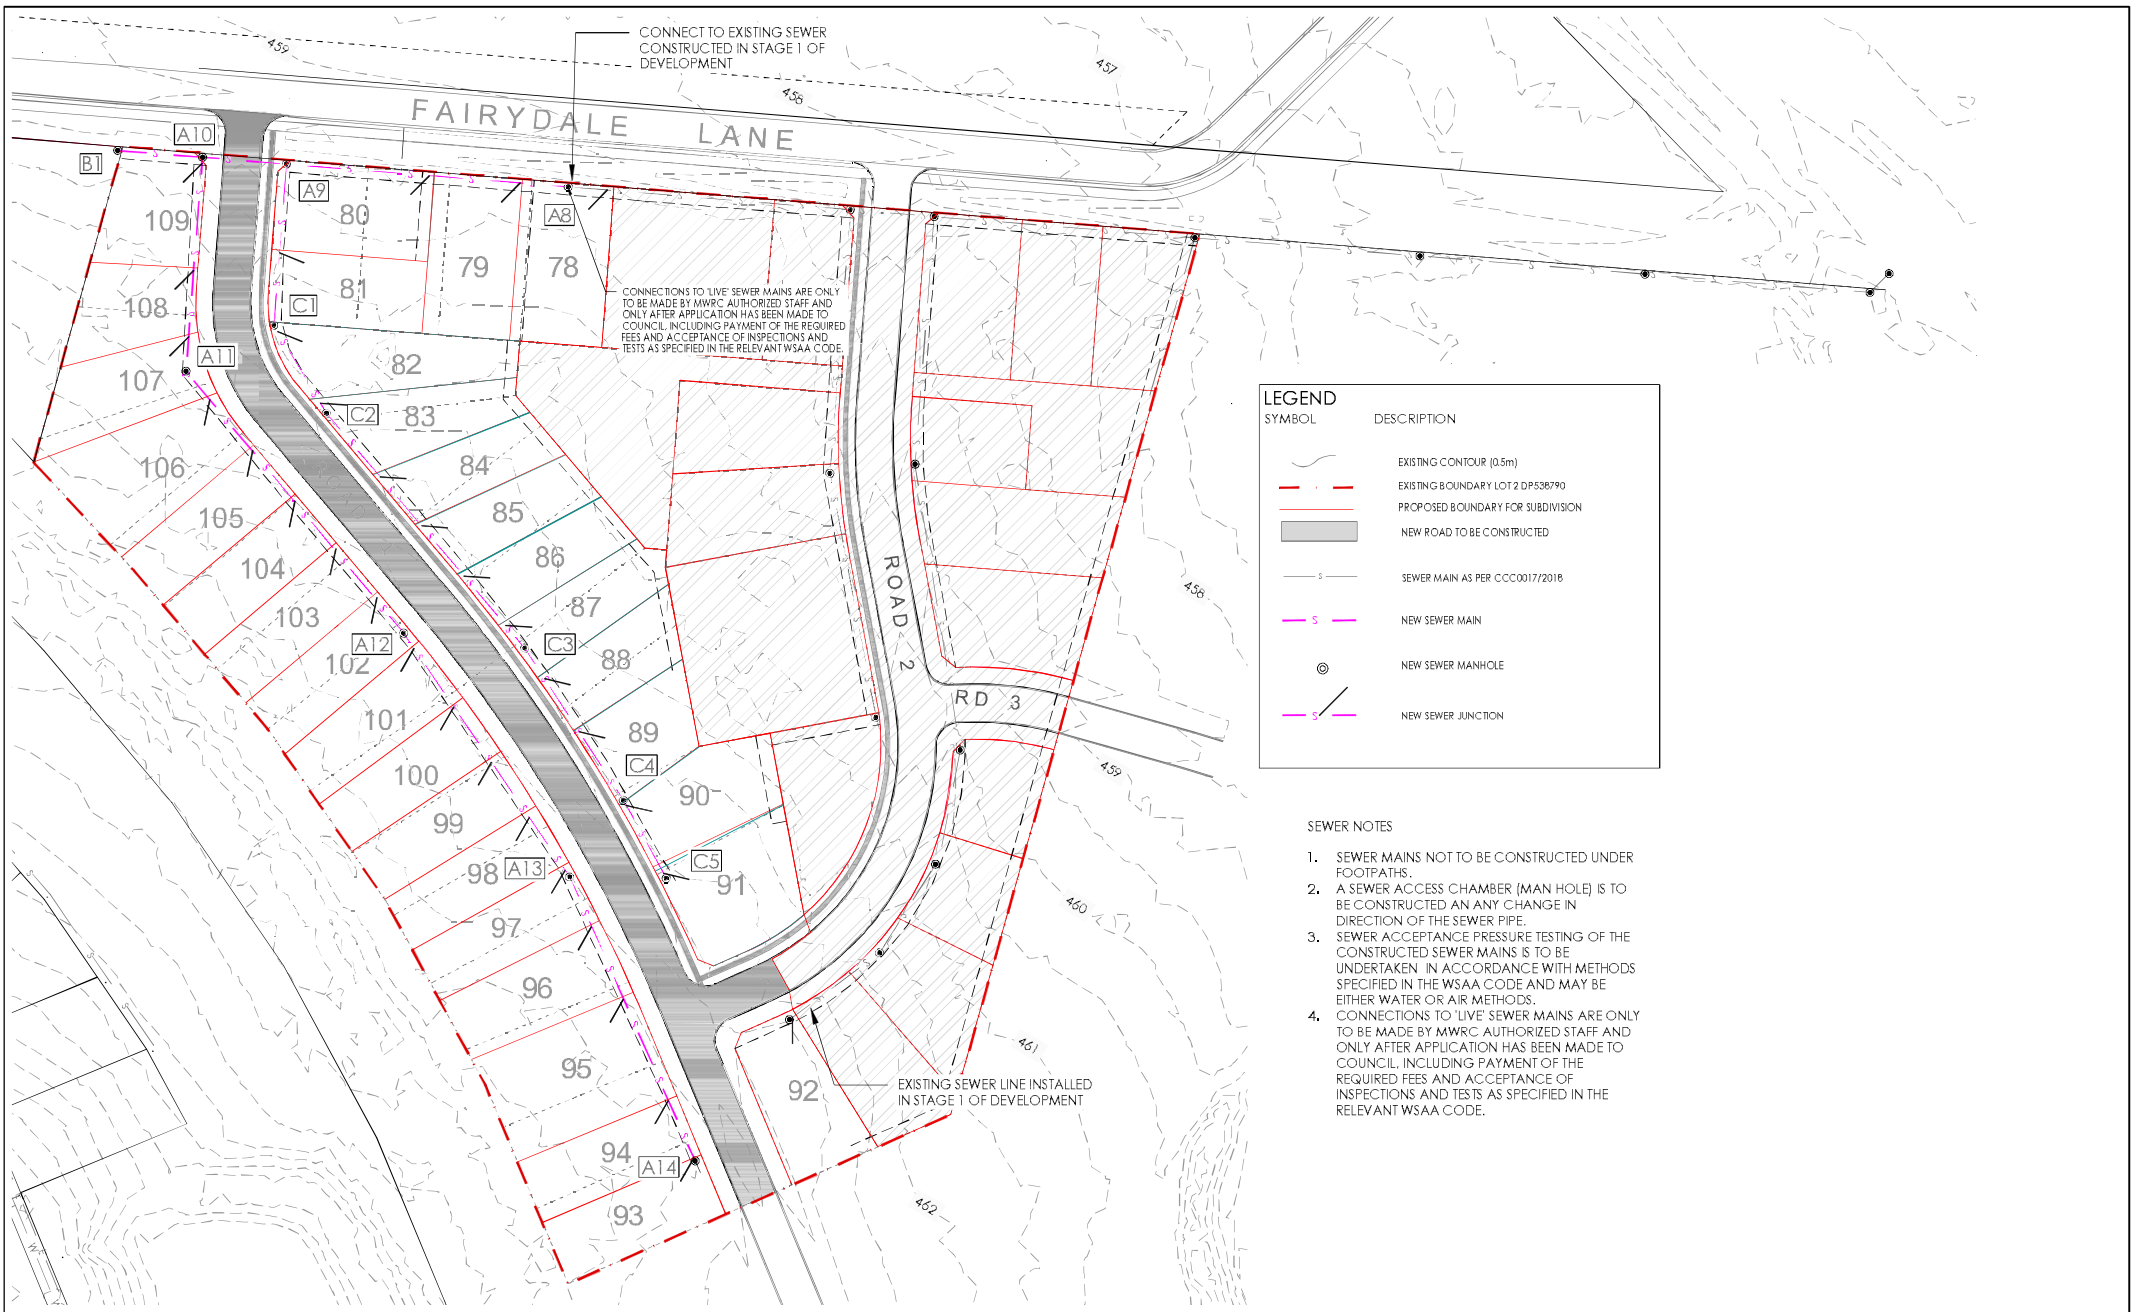 CONNECT TO EXISTING SEWER
CONSTRUCTED IN STAGE 1 OF
DEVELOPMENT
459
457
458
FAIRYDALE LANE
A10
B1
A9
A8
109
80
79
78
81
108
C1
CONNECTIONS TO 'LIVE' SEWER MAINS ARE ONLY
TO BE MADE BY MWRC AUTHORIZED STAFF AND
ONLY AFTER APPLICATION HAS BEEN MADE TO
COUNCIL, INCLUDING PAYMENT OF THE REQUIRED
FEES AND ACCEPTANCE OF INSPECTIONS AND
TESTS AS SPECIFIED IN THE RELEVANT WSAA CODE.
A11
82
107
C2
83
106
84
105
85
104
86
103
87
A12
C3
102
88
101
89
C4
100
90
99
98
A13
C5
91
97
96
95
92
94
A14
93
ROAD 2
RD 3
458
459
460
461
462
EXISTING SEWER LINE INSTALLED
IN STAGE 1 OF DEVELOPMENT
LEGEND
SYMBOL DESCRIPTION
EXISTING CONTOUR (0.5m)
EXISTING BOUNDARY LOT 2 DP538790
PROPOSED BOUNDARY FOR SUBDIVISION
NEW ROAD TO BE CONSTRUCTED
S SEWER MAIN AS PER CCC0017/2018
S NEW SEWER MAIN
NEW SEWER MANHOLE
S NEW SEWER JUNCTION
SEWER NOTES
1. SEWER MAINS NOT TO BE CONSTRUCTED UNDER
FOOTPATHS.
2. A SEWER ACCESS CHAMBER (MAN HOLE) IS TO
BE CONSTRUCTED AN ANY CHANGE IN
DIRECTION OF THE SEWER PIPE.
3. SEWER ACCEPTANCE PRESSURE TESTING OF THE
CONSTRUCTED SEWER MAINS IS TO BE
UNDERTAKEN IN ACCORDANCE WITH METHODS
SPECIFIED IN THE WSAA CODE AND MAY BE
EITHER WATER OR AIR METHODS.
4. CONNECTIONS TO 'LIVE' SEWER MAINS ARE ONLY
TO BE MADE BY MWRC AUTHORIZED STAFF AND
ONLY AFTER APPLICATION HAS BEEN MADE TO
COUNCIL, INCLUDING PAYMENT OF THE
REQUIRED FEES AND ACCEPTANCE OF
INSPECTIONS AND TESTS AS SPECIFIED IN THE
RELEVANT WSAA CODE.